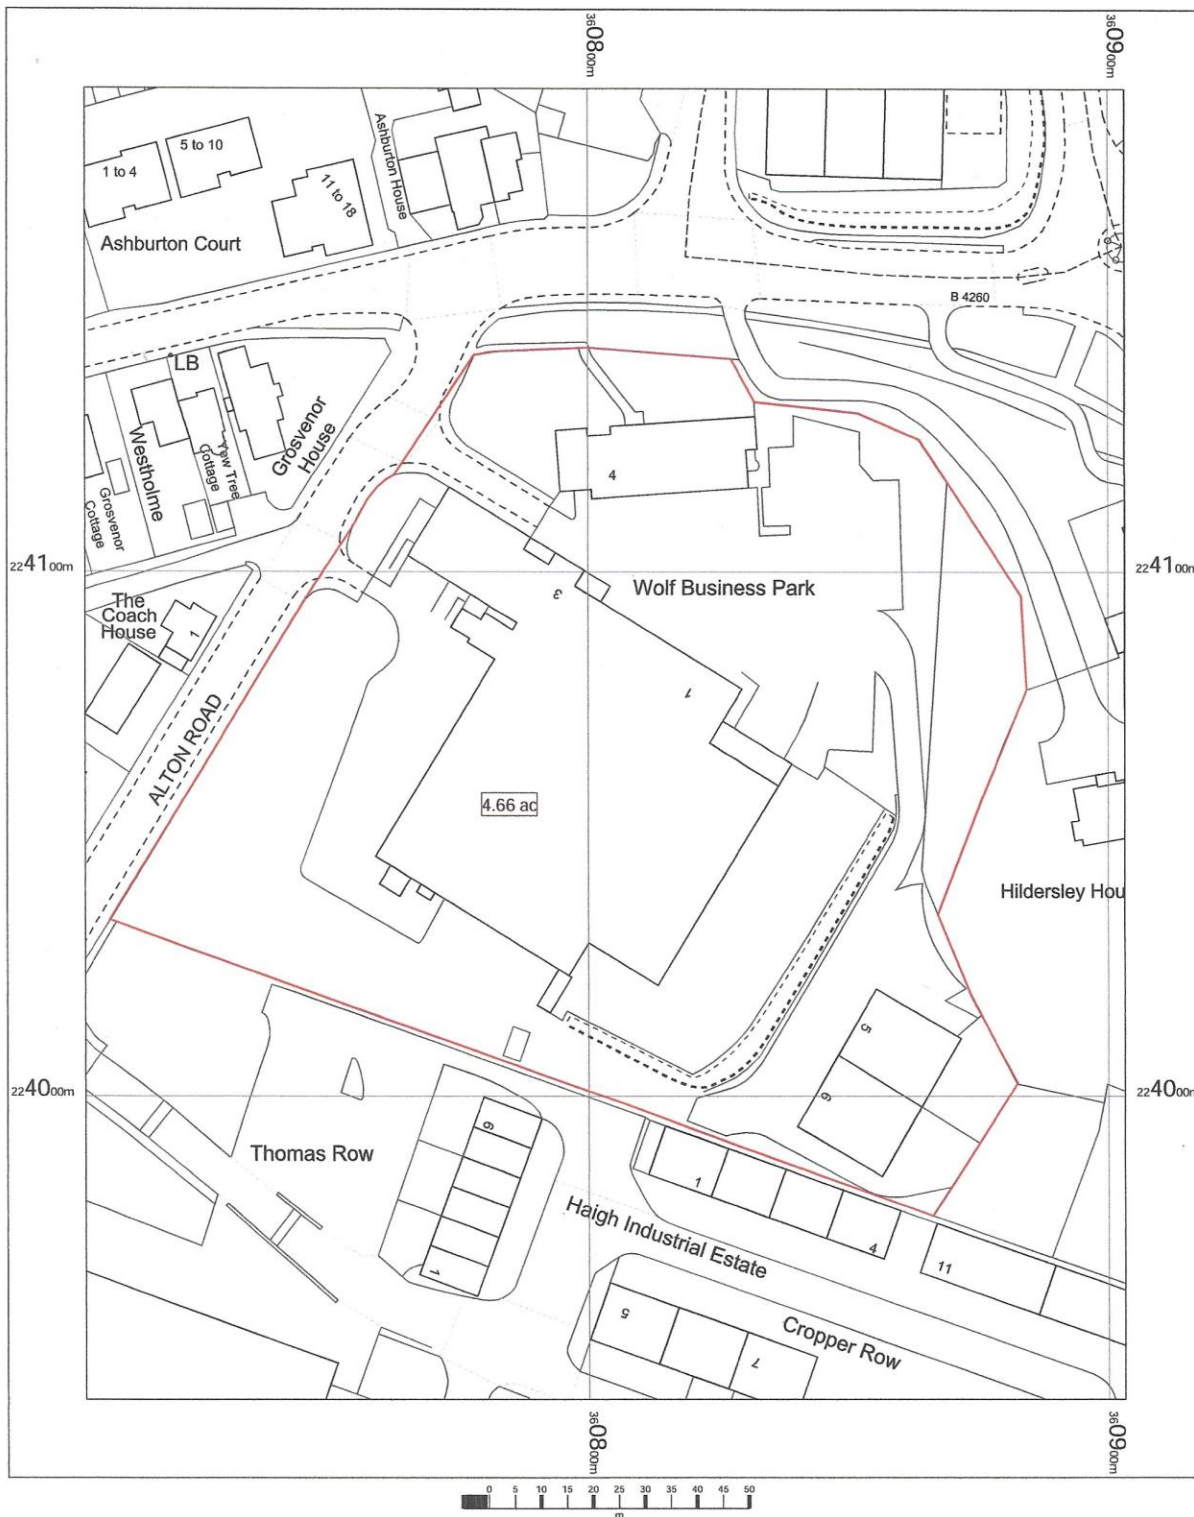 3608 00m
3609 00m
1 to 4
5 to 10
11 to 18
Ashburton House
Ashburton Court
B 4260
LB
Westholme
Grosvenor
Cottage
Yew Tree
Cottage
Grosvenor
House
4
2241 00m
2241 00m
The
Coach
House
1
3
Wolf Business Park
1
ALTON ROAD
4.66 ac
Hildersley Hou
5
6
2240 00m
2240 00m
Thomas Row
6
1
1
4
11
Haigh Industrial Estate
5
7
Cropper Row
3608 00m
3609 00m
0 5 10 15 20 25 30 35 40 45 50
m